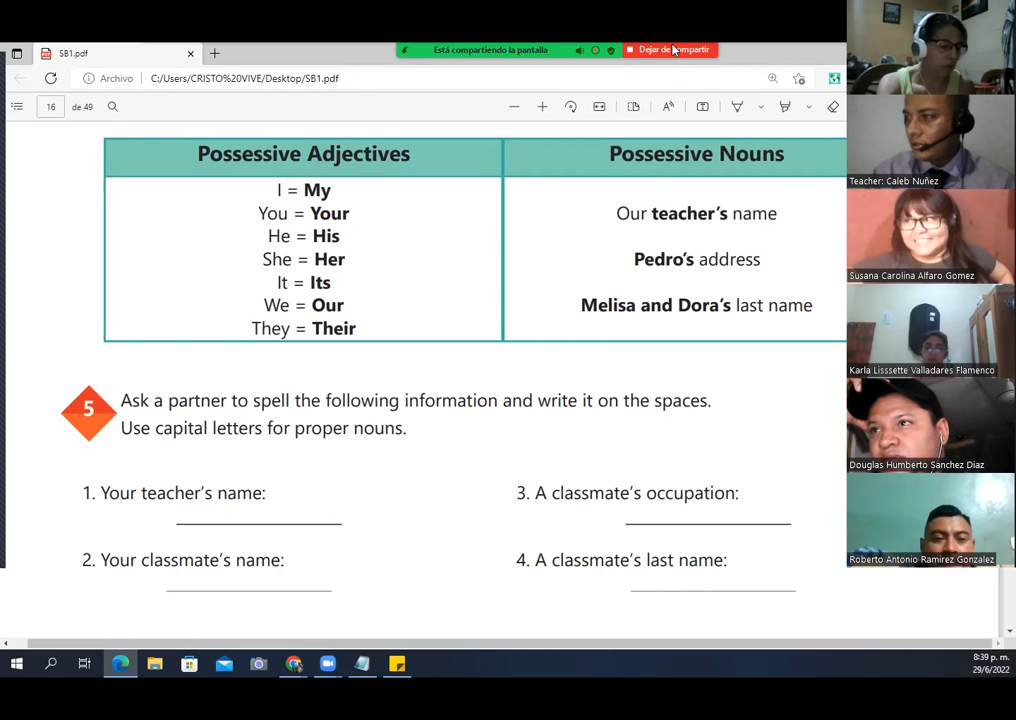 SB1.pdf
Está compartiendo la pantalla
Dejar de compartir
Archivo
C:/Users/CRISTO%20VIVE/Desktop/SB1.pdf
16
de 49
Possessive Adjectives
Possessive Nouns
I = My
You = Your
He = His
She = Her
It = Its
We = Our
They = Their
Our teacher's name
Pedro's address
Melisa and Dora's last name
5
Ask a partner to spell the following information and write it on the spaces.
Use capital letters for proper nouns.
1. Your teacher's name:
2. Your classmate's name:
3. A classmate's occupation:
4. A classmate's last name:
Teacher: Caleb Nuñez
Susana Carolina Alfaro Gomez
Karla Lisssette Valladares Flamenco
Douglas Humberto Sanchez Diaz
Roberto Antonio Ramirez Gonzalez
8:39 p. m.
29/6/2022